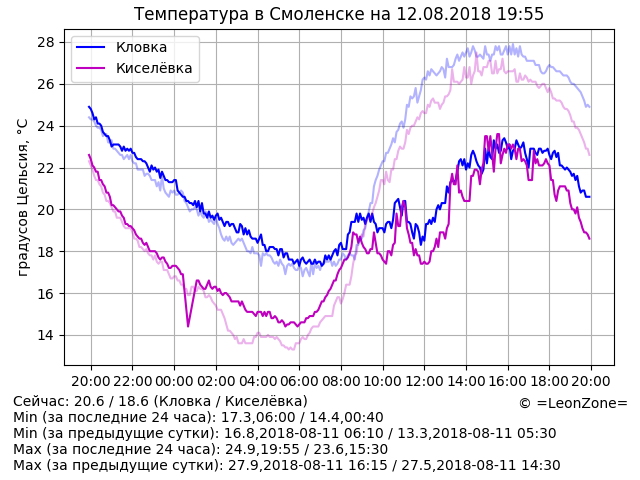 Температура в Смоленске на 12.08.2018 19:55
Кловка
Киселёвка
градусов Цельсия, °C
28
26
24
22
20
18
16
14
20:00 22:00 00:00 02:00 04:00 06:00 08:00 10:00 12:00 14:00 16:00 18:00 20:00
Сейчас: 20.6 / 18.6 (Кловка / Киселёвка)
© =LeonZone=
Min (за последние 24 часа): 17.3,06:00 / 14.4,00:40
Min (за предыдущие сутки): 16.8,2018-08-11 06:10 / 13.3,2018-08-11 05:30
Max (за последние 24 часа): 24.9,19:55 / 23.6,15:30
Max (за предыдущие сутки): 27.9,2018-08-11 16:15 / 27.5,2018-08-11 14:30